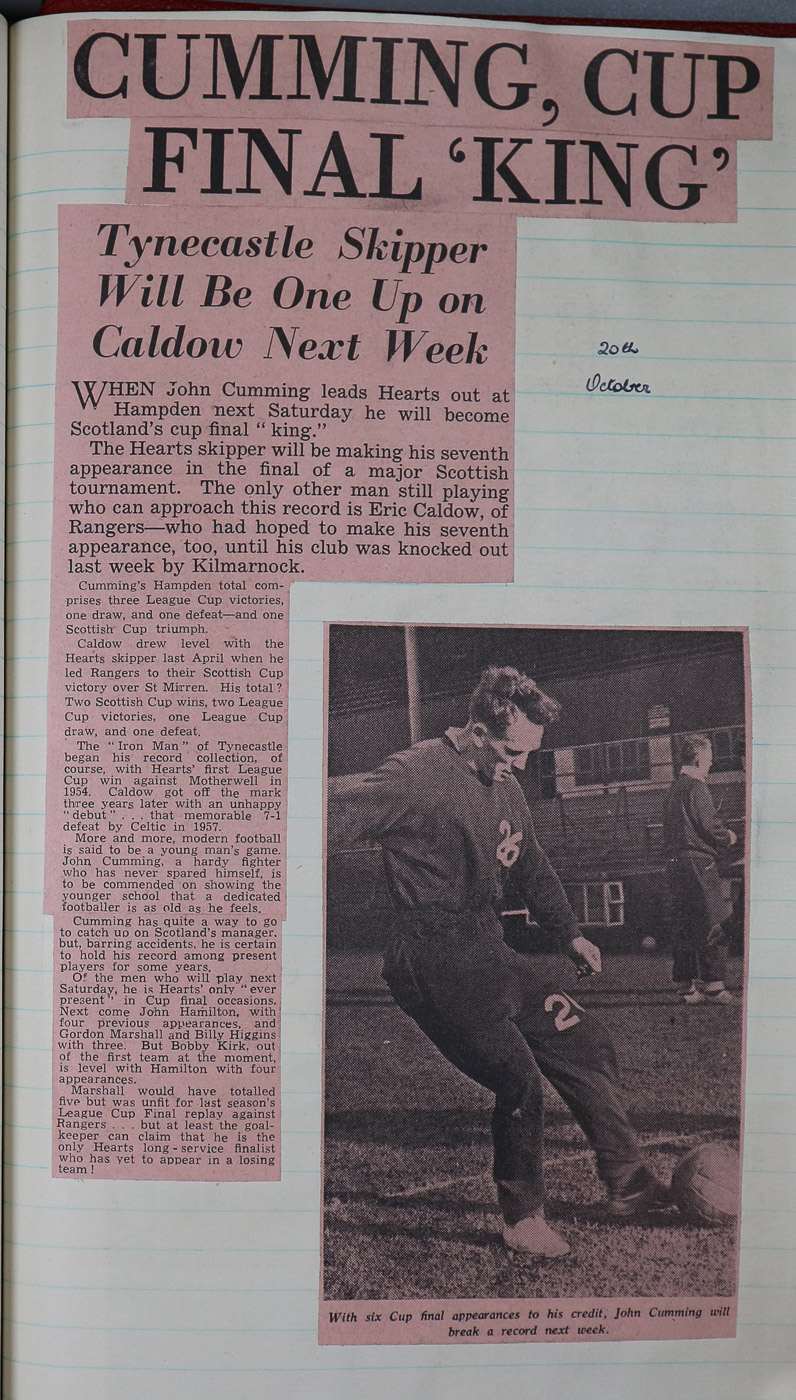 CUMMING, CUP
FINAL ‘KING’
Tynecastle Skipper
Will Be One Up on
Caldow Next Week
20th
October
WHEN John Cumming leads Hearts out at
Hampden next Saturday he will become
Scotland's cup final “ king.”
The Hearts skipper will be making his seventh
appearance in the final of a major Scottish
tournament. The only other man still playing
who can approach this record is Eric Caldow, of
Rangers—who had hoped to make his seventh
appearance, too, until his club was knocked out
last week by Kilmarnock.
Cumming's Hampden total com-
prises three League Cup victories,
one draw, and one defeat—and one
Scottish Cup triumph.
Caldow drew level with the
Hearts skipper last April when he
led Rangers to their Scottish Cup
victory over St Mirren. His total?
Two Scottish Cup wins, two League
Cup victories, one League Cup
draw, and one defeat.
The “Iron Man” of Tynecastle
began his record collection, of
course, with Hearts' first League
Cup win against Motherwell in
1954. Caldow got off the mark
three years later with an unhappy
“debut” . . . that memorable 7-1
defeat by Celtic in 1957.
More and more, modern football
is said to be a young man's game.
John Cumming, a hardy fighter
who has never spared himself, is
to be commended on showing the
younger school that a dedicated
footballer is as old as he feels.
Cumming has quite a way to go
to catch up on Scotland's manager,
but, barring accidents, he is certain
to hold his record among present
players for some years.
Of the men who will play next
Saturday, he is Hearts' only “ever
present” in Cup final occasions.
Next come John Hamilton, with
four previous appearances, and
Gordon Marshall and Billy Higgins
with three. But Bobby Kirk, out
of the first team at the moment,
is level with Hamilton with four
appearances.
Marshall would have totalled
five but was unfit for last season's
League Cup Final replay against
Rangers . . . but at least the goal-
keeper can claim that he is the
only Hearts long-service finalist
who has yet to appear in a losing
team!
26
2
With six Cup final appearances to his credit, John Cumming will
break a record next week.